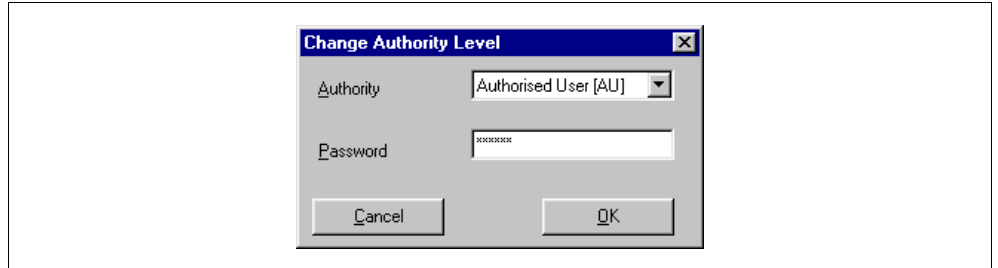 Change Authority Level
Authority
Authorised User [AU]
Password
××××××
Cancel
OK